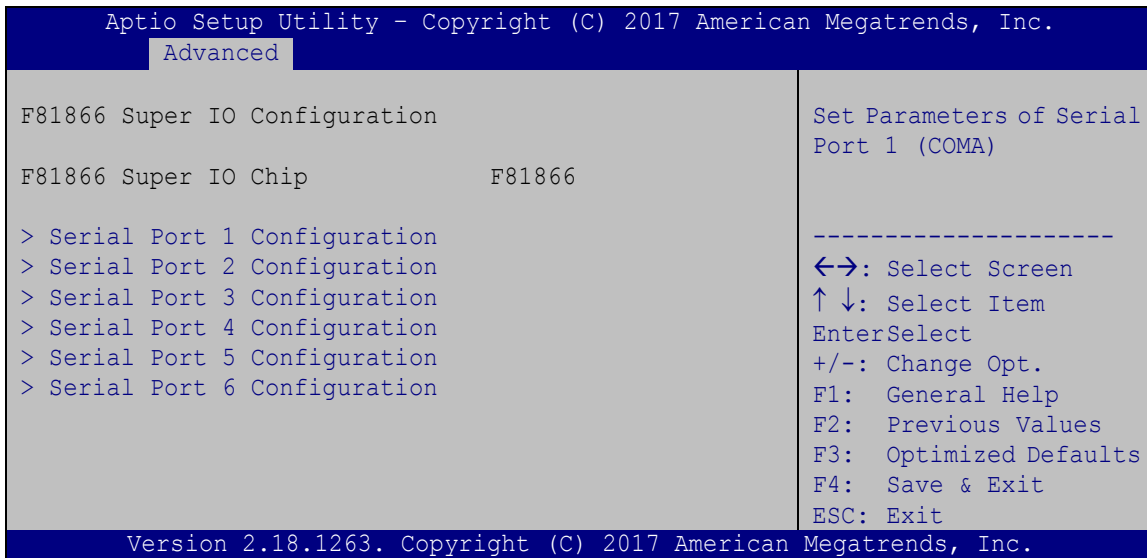 Aptio Setup Utility – Copyright (C) 2017 American Megatrends, Inc.
Advanced
F81866 Super IO Configuration
F81866 Super IO Chip F81866
> Serial Port 1 Configuration
> Serial Port 2 Configuration
> Serial Port 3 Configuration
> Serial Port 4 Configuration
> Serial Port 5 Configuration
> Serial Port 6 Configuration
Set Parameters of Serial
Port 1 (COMA)
---------------------
←→: Select Screen
↑ ↓: Select Item
EnterSelect
+/-: Change Opt.
F1: General Help
F2: Previous Values
F3: Optimized Defaults
F4: Save & Exit
ESC: Exit
Version 2.18.1263. Copyright (C) 2017 American Megatrends, Inc.